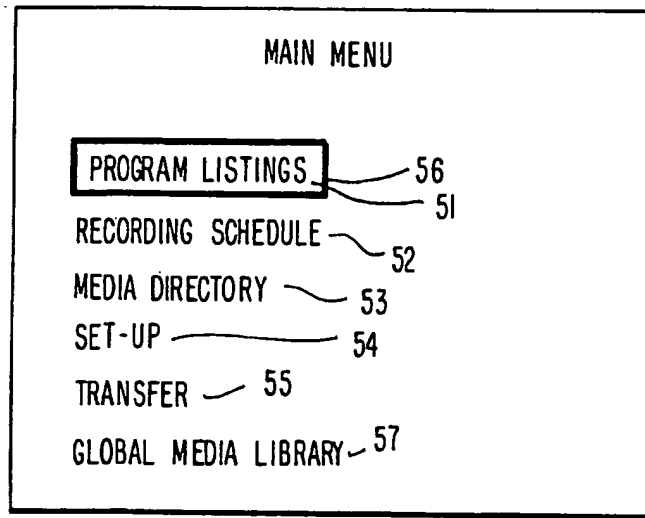 MAIN MENU
PROGRAM LISTINGS 56
51
RECORDING SCHEDULE 52
MEDIA DIRECTORY 53
SET-UP 54
TRANSFER 55
GLOBAL MEDIA LIBRARY 57